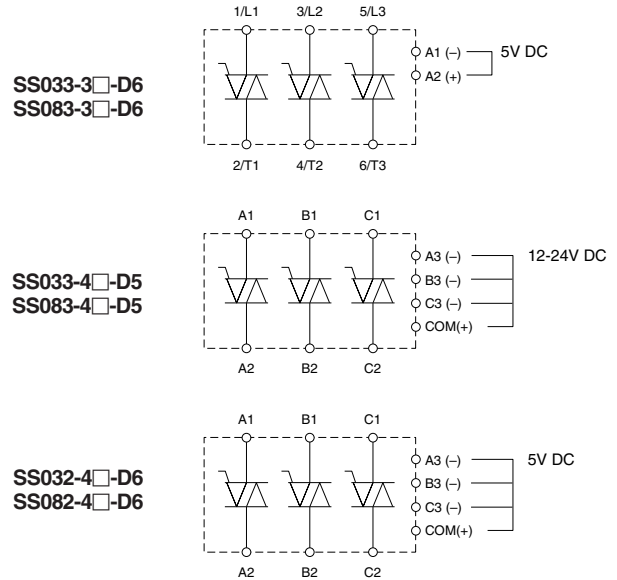 1/L1 3/L2 5/L3
A1 (–) 5V DC
A2 (+)
SS033-3□-D6
SS083-3□-D6
2/T1 4/T2 6/T3
A1 B1 C1
A3 (–) 12-24V DC
B3 (–)
C3 (–)
COM(+)
SS033-4□-D5
SS083-4□-D5
A2 B2 C2
A1 B1 C1
A3 (–) 5V DC
B3 (–)
C3 (–)
COM(+)
SS032-4□-D6
SS082-4□-D6
A2 B2 C2